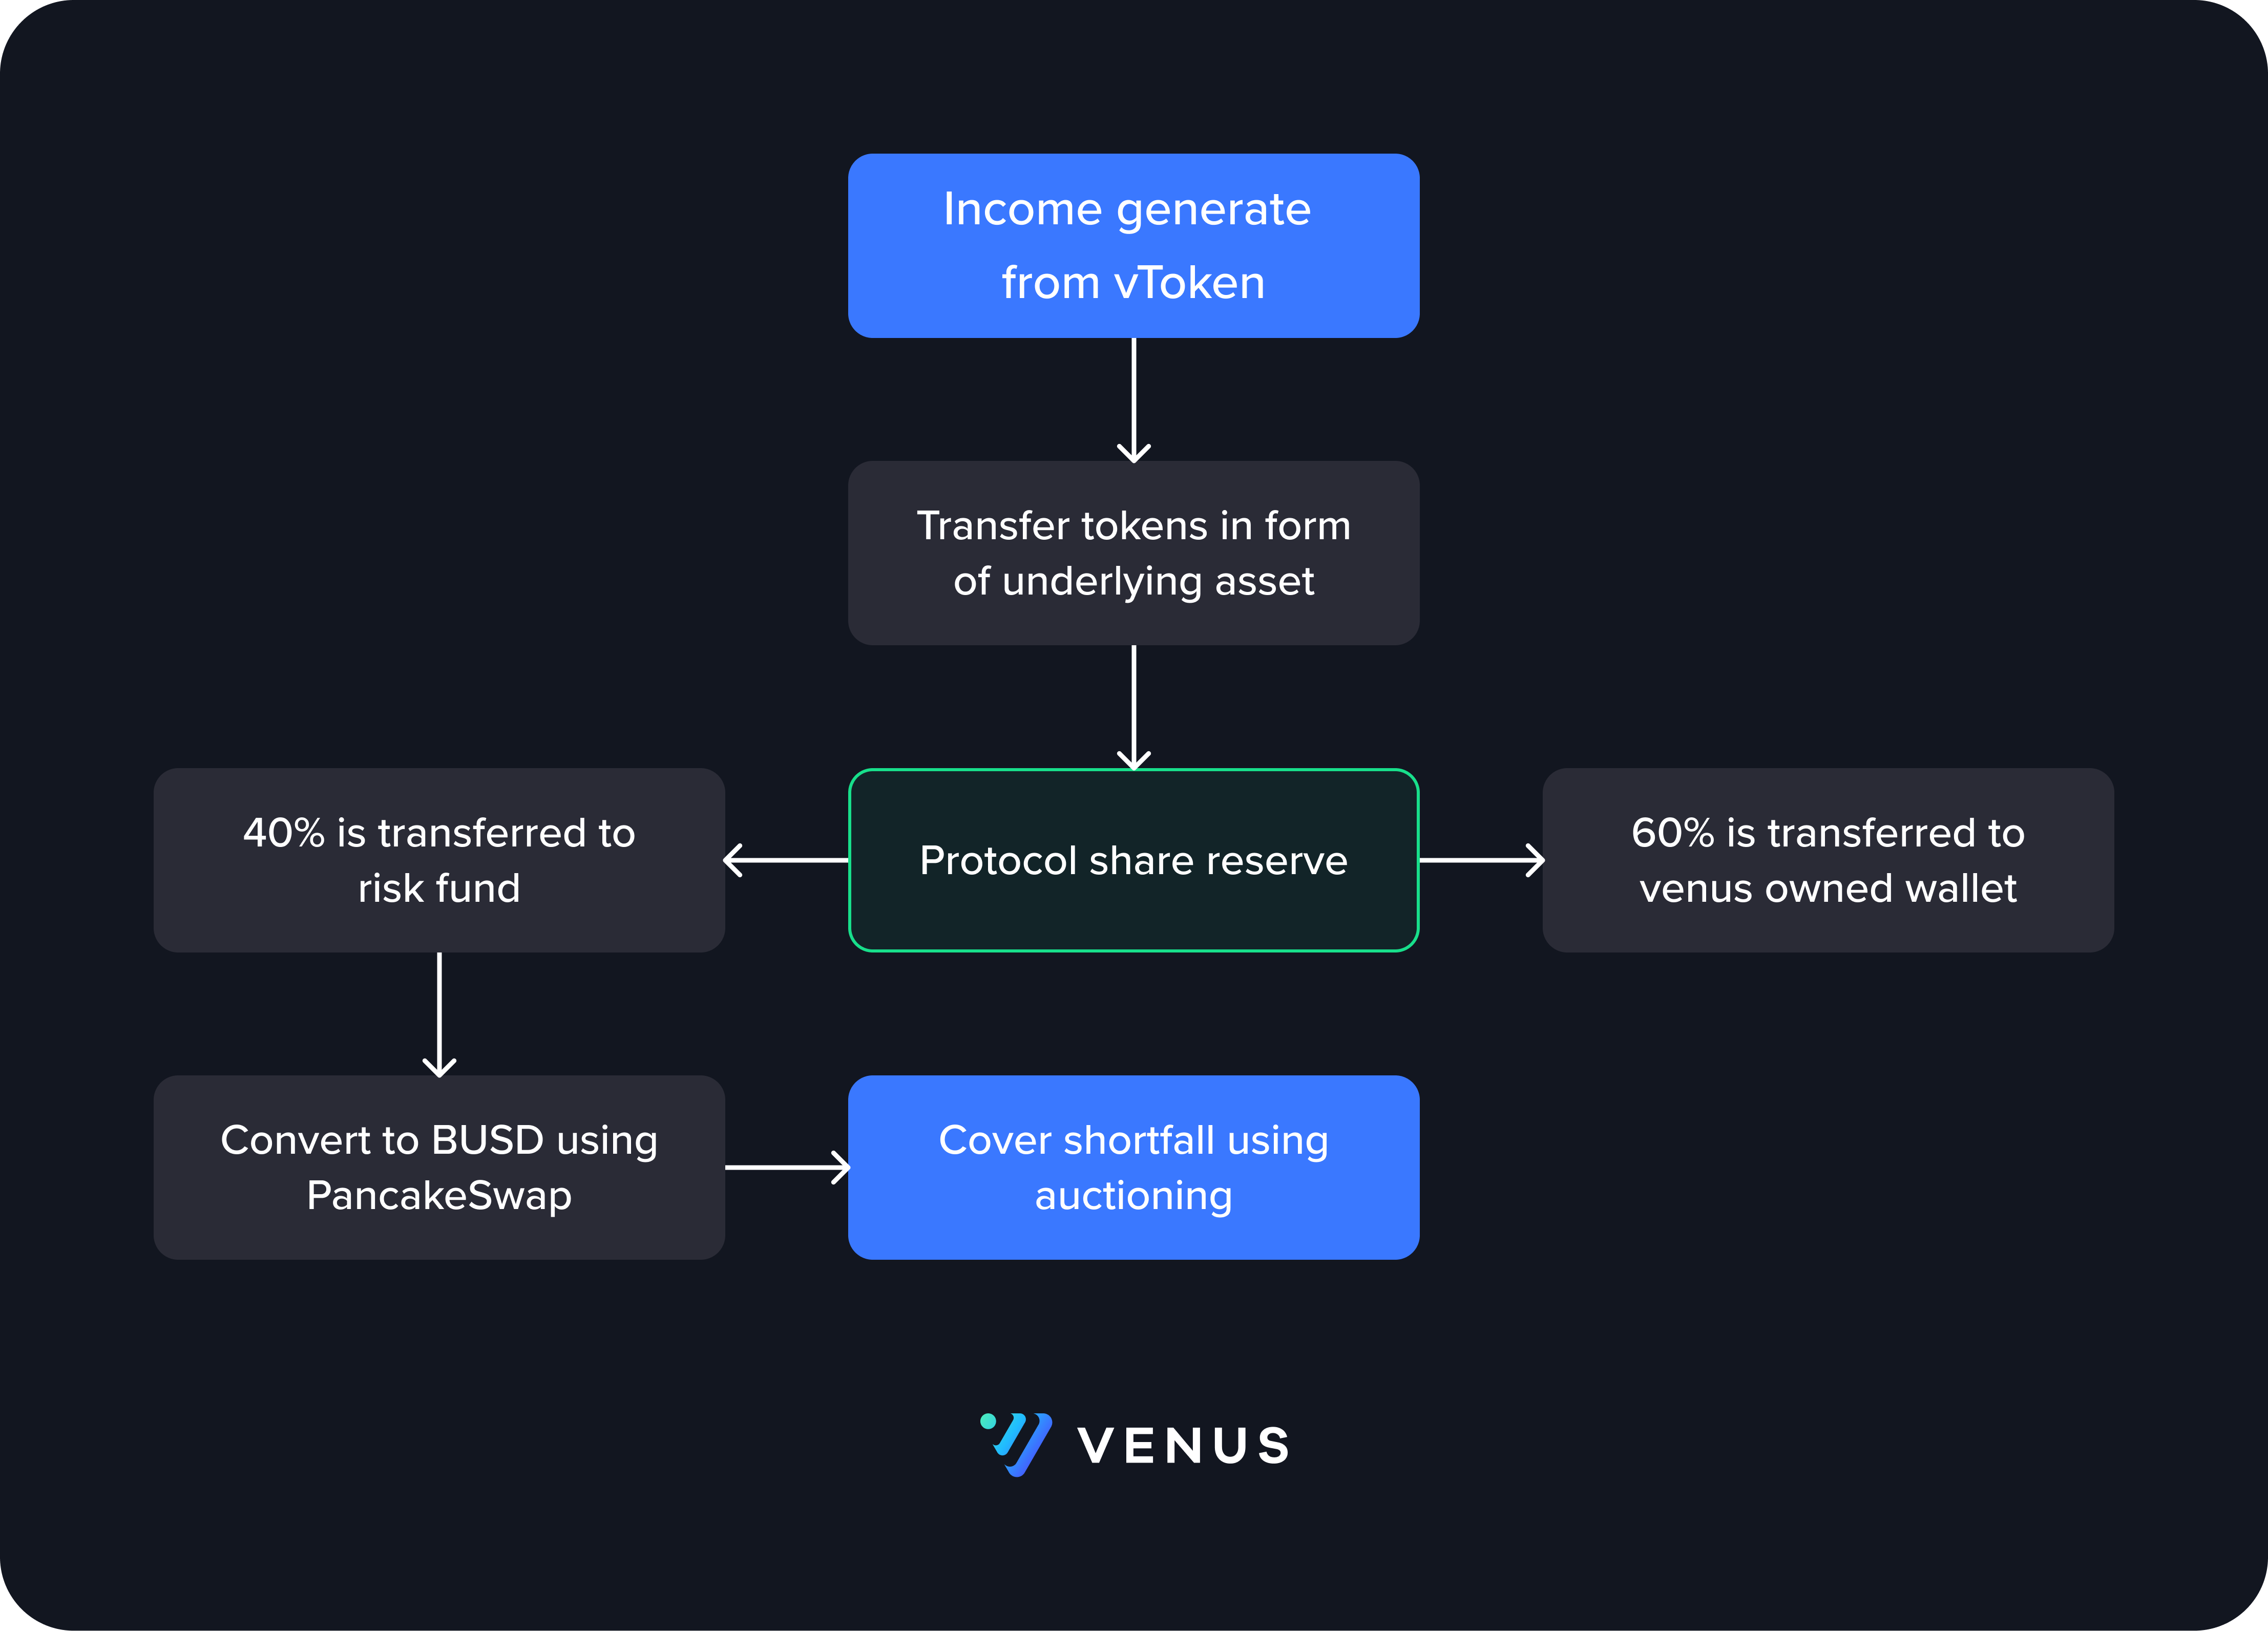 Income generate
from vToken
Transfer tokens in form
of underlying asset
40% is transferred to
risk fund
Protocol share reserve
60% is transferred to
venus owned wallet
Convert to BUSD using
PancakeSwap
Cover shortfall using
auctioning
VENUS